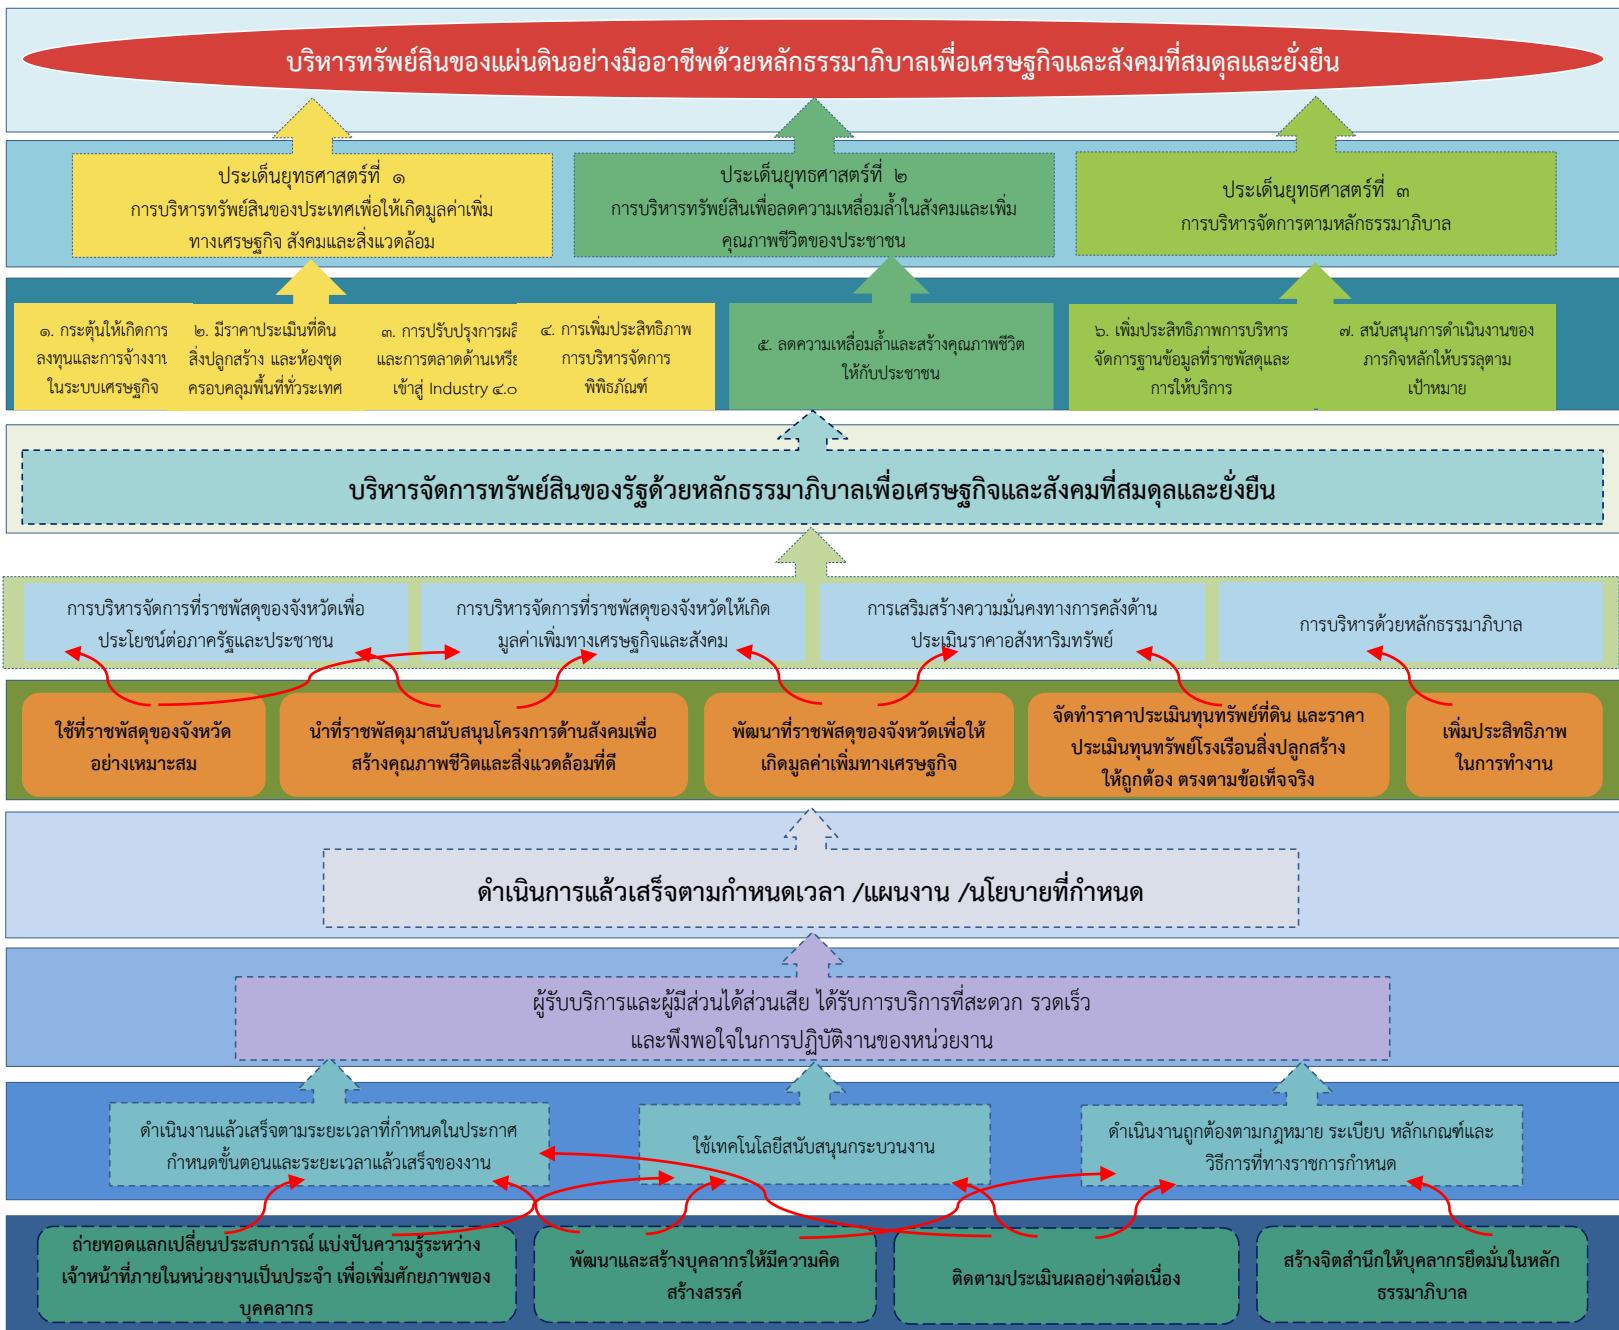 บริหารทรัพย์สินของแผ่นดินอย่างมืออาชีพด้วยหลักธรรมาภิบาลเพื่อเศรษฐกิจและสังคมที่สมดุลและยั่งยืน
ประเด็นยุทธศาสตร์ที่ ๑
การบริหารทรัพย์สินของประเทศเพื่อให้เกิดมูลค่าเพิ่ม
ทางเศรษฐกิจ สังคมและสิ่งแวดล้อม
ประเด็นยุทธศาสตร์ที่ ๒
การบริหารทรัพย์สินเพื่อลดความเหลื่อมล้ำในสังคมและเพิ่ม
คุณภาพชีวิตของประชาชน
ประเด็นยุทธศาสตร์ที่ ๓
การบริหารจัดการตามหลักธรรมาภิบาล
๑. กระตุ้นให้เกิดการ
ลงทุนและการจ้างงาน
ในระบบเศรษฐกิจ
๒. มีราคาประเมินที่ดิน
สิ่งปลูกสร้าง และห้องชุด
ครอบคลุมพื้นที่ทั่วระเทศ
๓. การปรับปรุงการผลิ
และการตลาดด้านเหรีย
เข้าสู่ Industry ๔.๐
๔. การเพิ่มประสิทธิภาพ
การบริหารจัดการ
พิพิธภัณฑ์
๕. ลดความเหลื่อมล้ำและสร้างคุณภาพชีวิต
ให้กับประชาชน
๖. เพิ่มประสิทธิภาพการบริหาร
จัดการฐานข้อมูลที่ราชพัสดุและ
การให้บริการ
๗. สนับสนุนการดำเนินงานของ
ภารกิจหลักให้บรรลุตาม
เป้าหมาย
บริหารจัดการทรัพย์สินของรัฐด้วยหลักธรรมาภิบาลเพื่อเศรษฐกิจและสังคมที่สมดุลและยั่งยืน
การบริหารจัดการที่ราชพัสดุของจังหวัดเพื่อ
ประโยชน์ต่อภาครัฐและประชาชน
การบริหารจัดการที่ราชพัสดุของจังหวัดให้เกิด
มูลค่าเพิ่มทางเศรษฐกิจและสังคม
การเสริมสร้างความมั่นคงทางการคลังด้าน
ประเมินราคาอสังหาริมทรัพย์
การบริหารด้วยหลักธรรมาภิบาล
ใช้ที่ราชพัสดุของจังหวัด
อย่างเหมาะสม
นำที่ราชพัสดุมาสนับสนุนโครงการด้านสังคมเพื่อ
สร้างคุณภาพชีวิตและสิ่งแวดล้อมที่ดี
พัฒนาที่ราชพัสดุของจังหวัดเพื่อให้
เกิดมูลค่าเพิ่มทางเศรษฐกิจ
จัดทำราคาประเมินทุนทรัพย์ที่ดิน และราคา
ประเมินทุนทรัพย์โรงเรือนสิ่งปลูกสร้าง
ให้ถูกต้อง ตรงตามข้อเท็จจริง
เพิ่มประสิทธิภาพ
ในการทำงาน
ดำเนินการแล้วเสร็จตามกำหนดเวลา /แผนงาน /นโยบายที่กำหนด
ผู้รับบริการและผู้มีส่วนได้ส่วนเสีย ได้รับการบริการที่สะดวก รวดเร็ว
และพึงพอใจในการปฏิบัติงานของหน่วยงาน
ดำเนินงานแล้วเสร็จตามระยะเวลาที่กำหนดในประกาศ
กำหนดขั้นตอนและระยะเวลาแล้วเสร็จของงาน
ใช้เทคโนโลยีสนับสนุนกระบวนงาน
ดำเนินงานถูกต้องตามกฎหมาย ระเบียบ หลักเกณฑ์และ
วิธีการที่ทางราชการกำหนด
ถ่ายทอดแลกเปลี่ยนประสบการณ์ แบ่งปันความรู้ระหว่าง
เจ้าหน้าที่ภายในหน่วยงานเป็นประจำ เพื่อเพิ่มศักยภาพของ
บุคคลากร
พัฒนาและสร้างบุคลากรให้มีความคิด
สร้างสรรค์
ติดตามประเมินผลอย่างต่อเนื่อง
สร้างจิตสำนึกให้บุคลากรยึดมั่นในหลัก
ธรรมาภิบาล